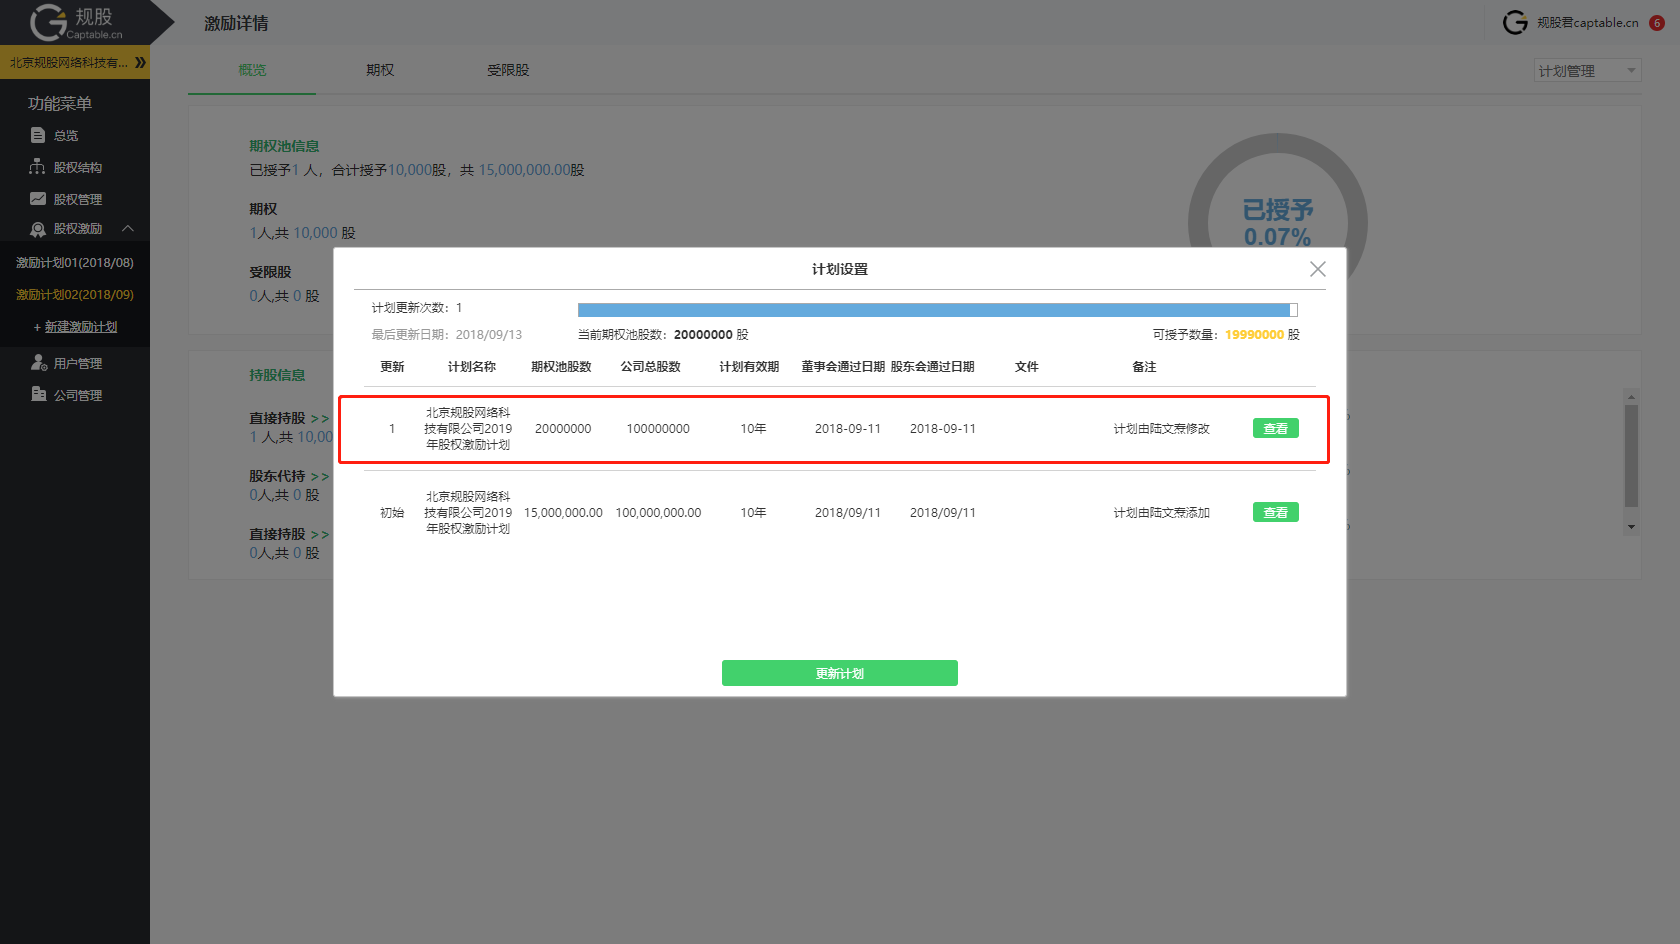 规股
Captable.cn
激励详情
规股君captable.cn
6
北京规股网络科技有...
概览
期权
受限股
计划管理
功能菜单
总览
股权结构
股权管理
股权激励
激励计划01(2018/08)
激励计划02(2018/09)
+ 新建激励计划
用户管理
公司管理
期权池信息
已授予1 人，合计授予10,000股，共 15,000,000.00股
期权
1人,共 10,000 股
受限股
0人,共 0 股
已授予
0.07%
持股信息
直接持股 >>
1 人,共 10,00
股东代持 >>
0人,共 0 股
直接持股 >>
0人,共 0 股
计划设置
计划更新次数：1
最后更新日期：2018/09/13
当前期权池股数：20000000 股
可授予数量：19990000 股
更新 计划名称 期权池股数 公司总股数 计划有效期 董事会通过日期 股东会通过日期 文件 备注
1 北京规股网络科技有限公司2019年股权激励计划 20000000 100000000 10年 2018-09-11 2018-09-11 计划由陆文焘修改 查看
初始 北京规股网络科技有限公司2019年股权激励计划 15,000,000.00 100,000,000.00 10年 2018/09/11 2018/09/11 计划由陆文焘添加 查看
更新计划